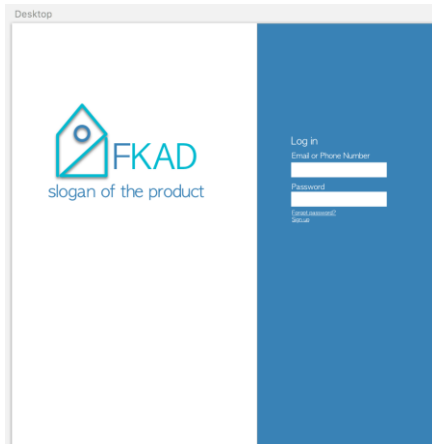 Desktop
FKAD
slogan of the product
Log in
Email or Phone Number
Password
Forgot password?
Sign up